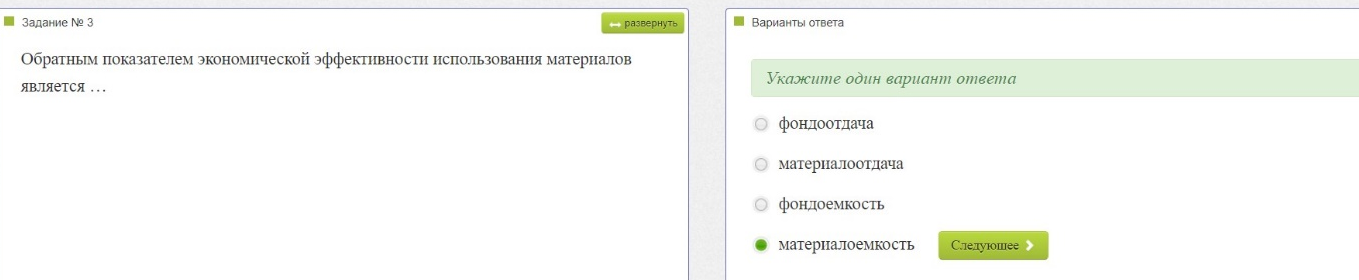 Задание № 3
развернуть
Обратным показателем экономической эффективности использования материалов
является …
Варианты ответа
Укажите один вариант ответа
фондоотдача
материалоотдача
фондоемкость
материалоемкость
Следующее